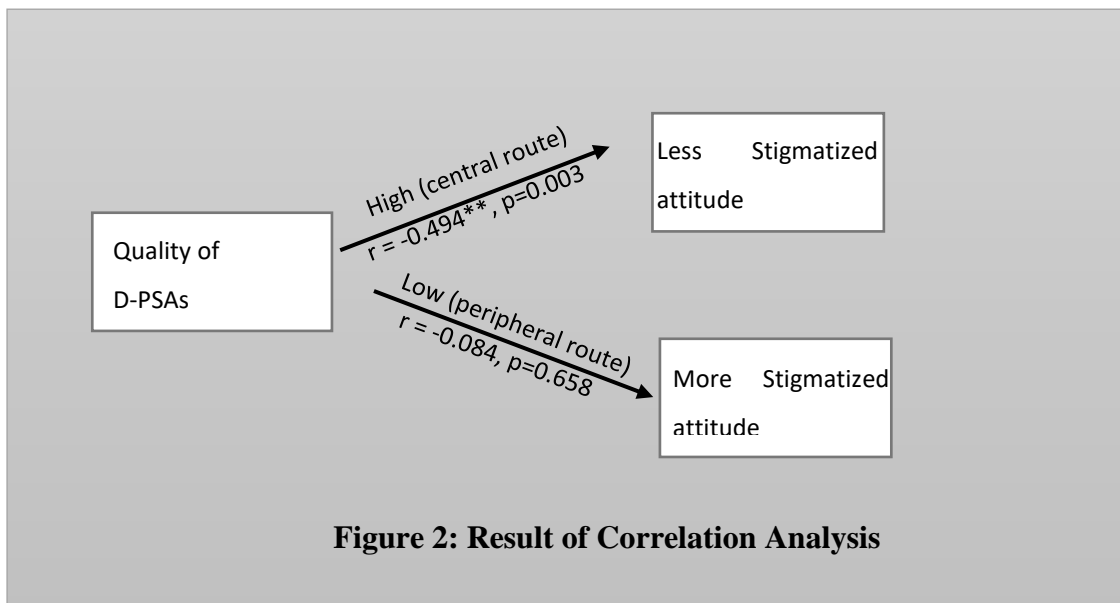 Quality of
D-PSAs
High (central route)
r = -0.494** , p=0.003
Less Stigmatized
attitude
Low (peripheral route)
r = -0.084, p=0.658
More Stigmatized
attitude
Figure 2: Result of Correlation Analysis